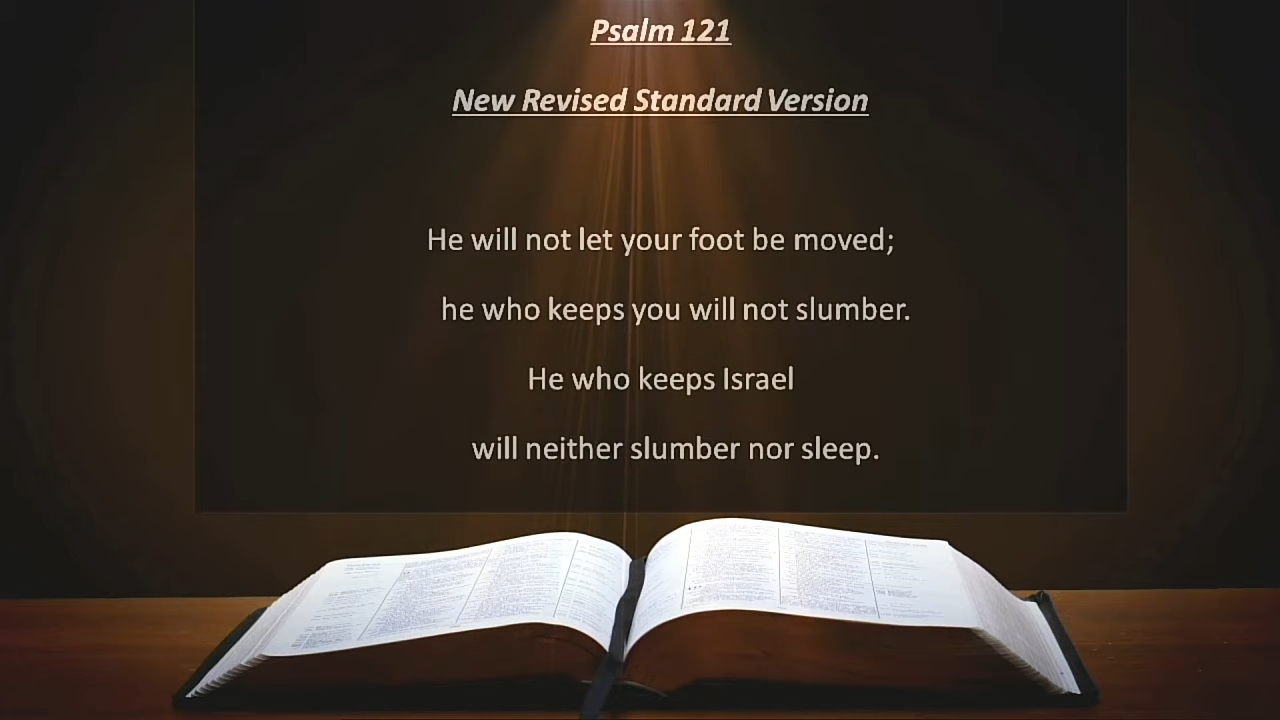 Psalm 121
New Revised Standard Version
He will not let your foot be moved;
he who keeps you will not slumber.
He who keeps Israel
will neither slumber nor sleep.